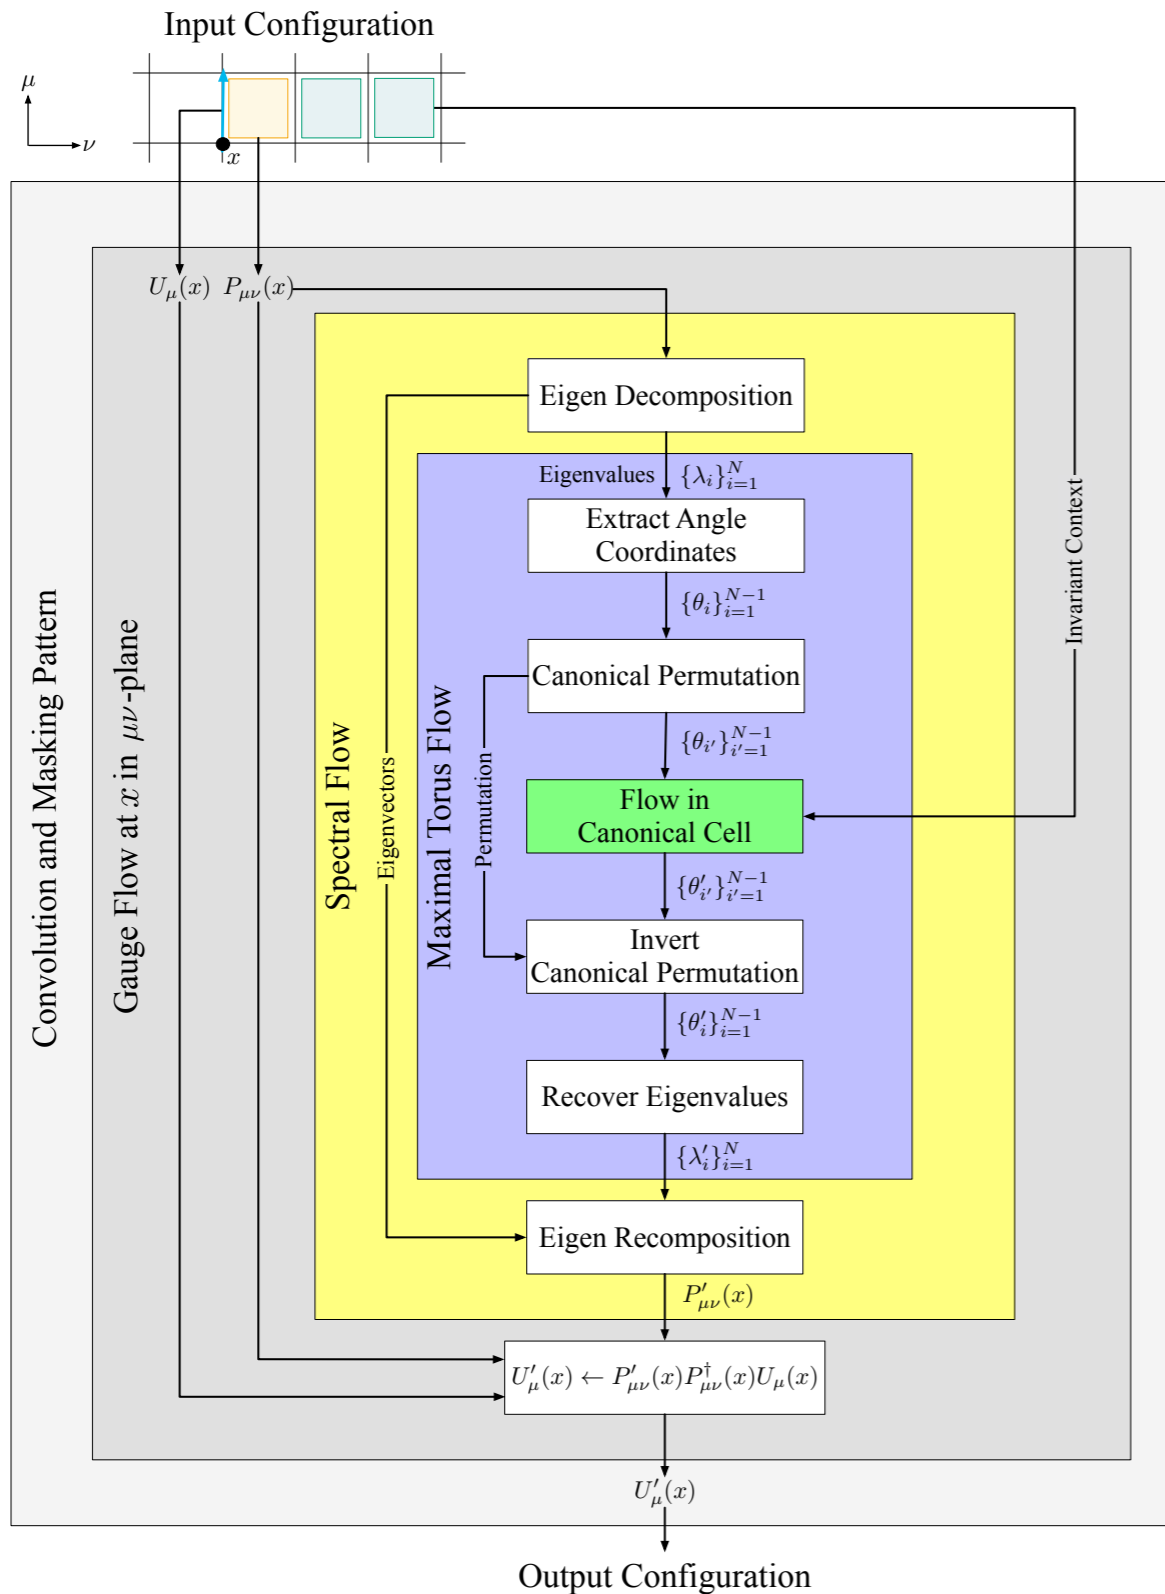 Input Configuration
μ
ν
x
U_μ(x) P_μν(x)
Eigen Decomposition
Eigenvalues {λ_i}_{i=1}^N
Extract Angle
Coordinates
{θ_i}_{i=1}^{N−1}
Canonical Permutation
{θ_{i'}}_{i'=1}^{N−1}
Flow in
Canonical Cell
{θ'_{i'}}_{i'=1}^{N−1}
Invert
Canonical Permutation
{θ'_i}_{i=1}^{N−1}
Recover Eigenvalues
{λ'_i}_{i=1}^N
Eigen Recomposition
P'_μν(x)
U'_μ(x) ← P'_μν(x)P†_μν(x)U_μ(x)
U'_μ(x)
Output Configuration
Convolution and Masking Pattern
Gauge Flow at x in μν-plane
Spectral Flow
Eigenvectors
Maximal Torus Flow
Permutation
Invariant Context